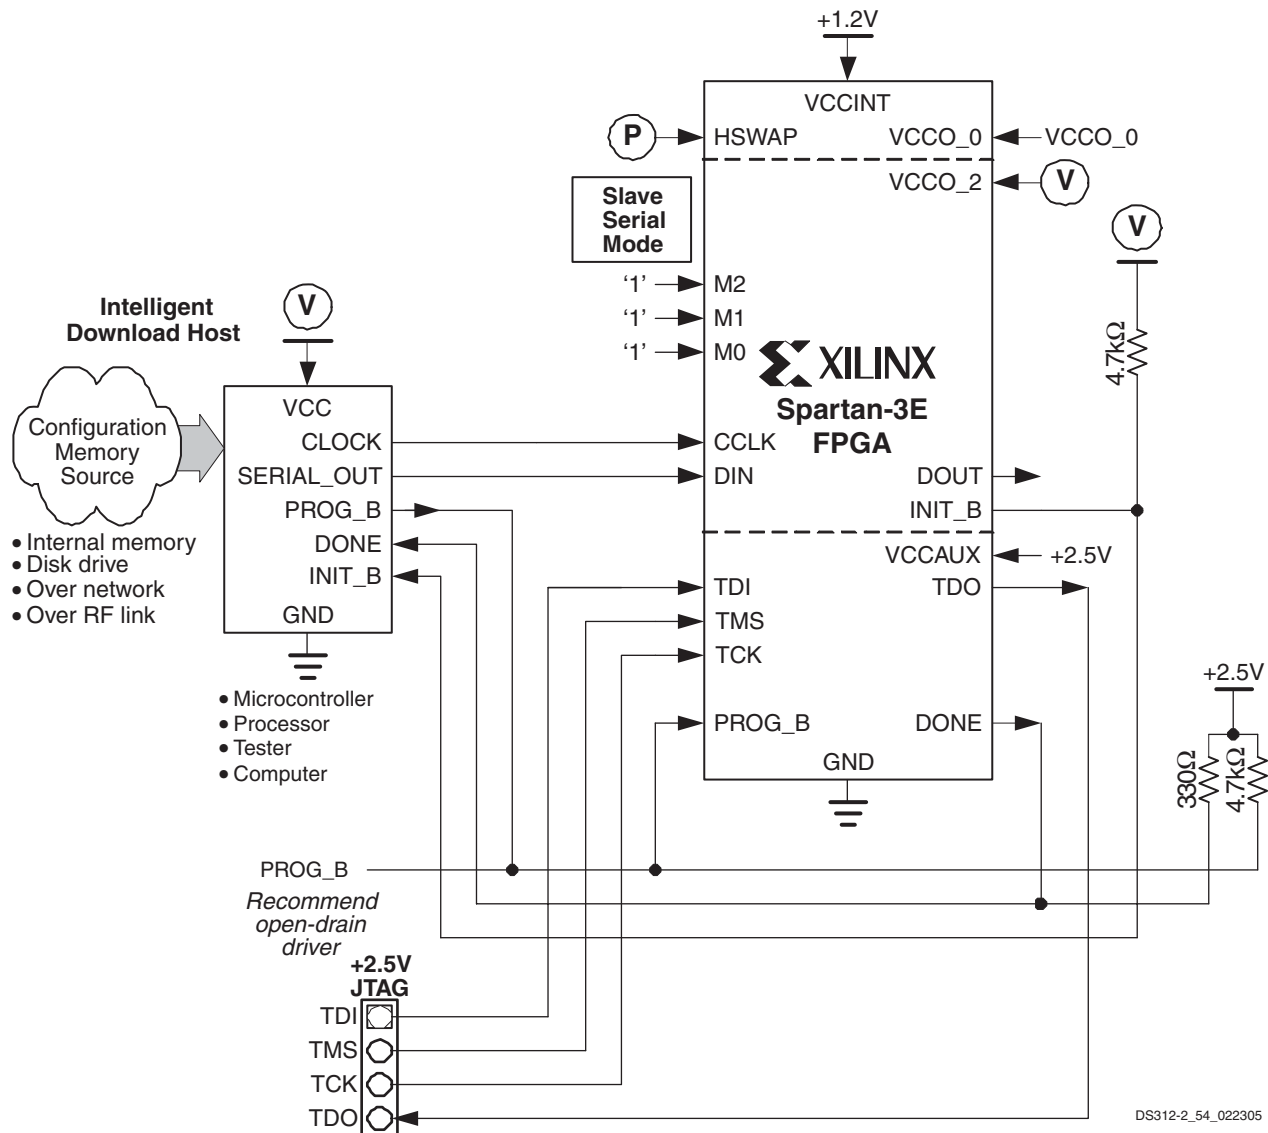 +1.2V
VCCINT
P
HSWAP
VCCO_0
VCCO_0
VCCO_2
V
Slave
Serial
Mode
V
‘1’
M2
‘1’
M1
‘1’
M0
XILINX
Spartan-3E
FPGA
4.7kΩ
Intelligent
Download Host
V
Configuration
Memory
Source
VCC
CLOCK
CCLK
SERIAL_OUT
DIN
DOUT
PROG_B
INIT_B
DONE
INIT_B
GND
• Internal memory
• Disk drive
• Over network
• Over RF link
VCCAUX
+2.5V
TDI
TDO
TMS
TCK
• Microcontroller
• Processor
• Tester
• Computer
PROG_B
DONE
GND
+2.5V
330Ω
4.7kΩ
PROG_B
Recommend
open-drain
driver
+2.5V
JTAG
TDI
TMS
TCK
TDO
DS312-2_54_022305